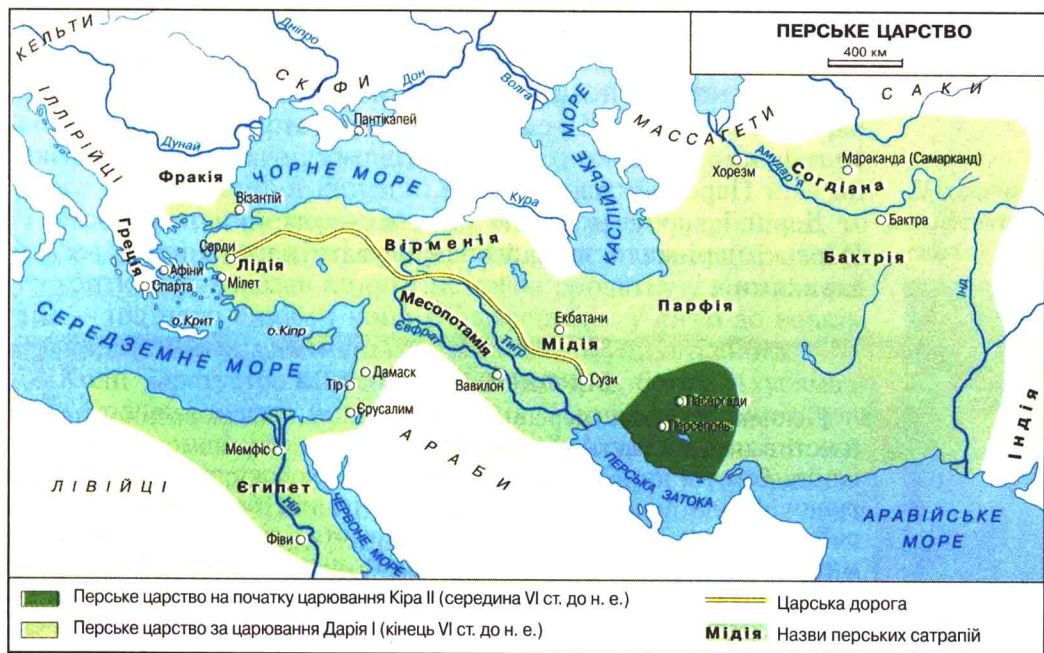 ПЕРСЬКЕ ЦАРСТВО
400 км
КЕЛЬТИ
Дніпро
СКІФИ
Дон
Волга
САКИ
ІЛЛІРІЙЦІ
Пантікапей
МАССАГЕТИ
Дунай
КАСПІЙСЬКЕ МОРЕ
Хорезм
Амудар'я
Мараканда (Самарканд)
Согдіана
Фракія
ЧОРНЕ МОРЕ
Візантій
Кура
Бактра
Греція
Сарди
Лідія
Вірменія
Бактрія
Інд
Афіни
Спарта
Мілет
Месопотамія
Парфія
о.Крит
о.Кіпр
Екбатани
СЕРЕДЗЕМНЕ МОРЕ
Євфрат
Тигр
Мідія
Дамаск
Тір
Вавилон
Сузи
Єрусалим
Пасаргади
Персеполь
АРАБИ
Індія
Мемфіс
ПЕРСЬКА ЗАТОКА
ЛІВІЙЦІ
Єгипет
Ніл
ЧЕРВОНЕ МОРЕ
АРАВІЙСЬКЕ
МОРЕ
Фіви
Перське царство на початку царювання Кіра II (середина VI ст. до н. е.)
Царська дорога
Перське царство за царювання Дарія I (кінець VI ст. до н. е.)
Мідія Назви перських сатрапій